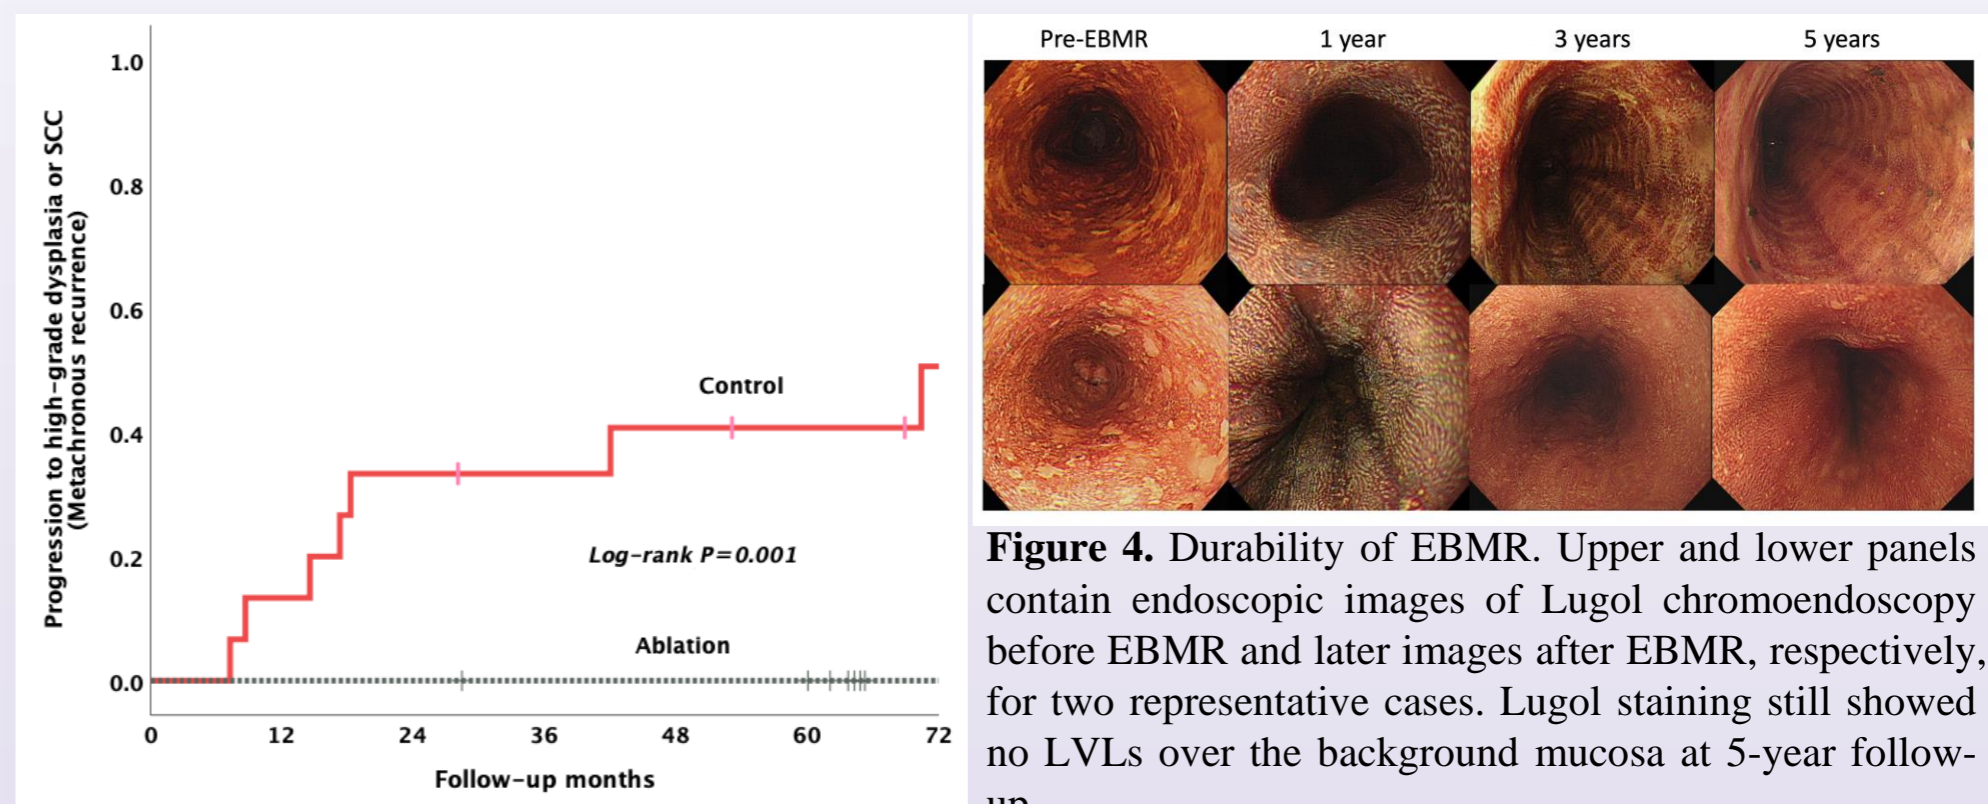 1.0
0.8
0.6
0.4
0.2
0.0
Progression to high-grade dysplasia or SCC
(Metachronous recurrence)
Control
Log-rank P=0.001
Ablation
0 12 24 36 48 60 72
Follow-up months
Pre-EBMR 1 year 3 years 5 years
Figure 4. Durability of EBMR. Upper and lower panels
contain endoscopic images of Lugol chromoendoscopy
before EBMR and later images after EBMR, respectively,
for two representative cases. Lugol staining still showed
no LVLs over the background mucosa at 5-year follow-
up